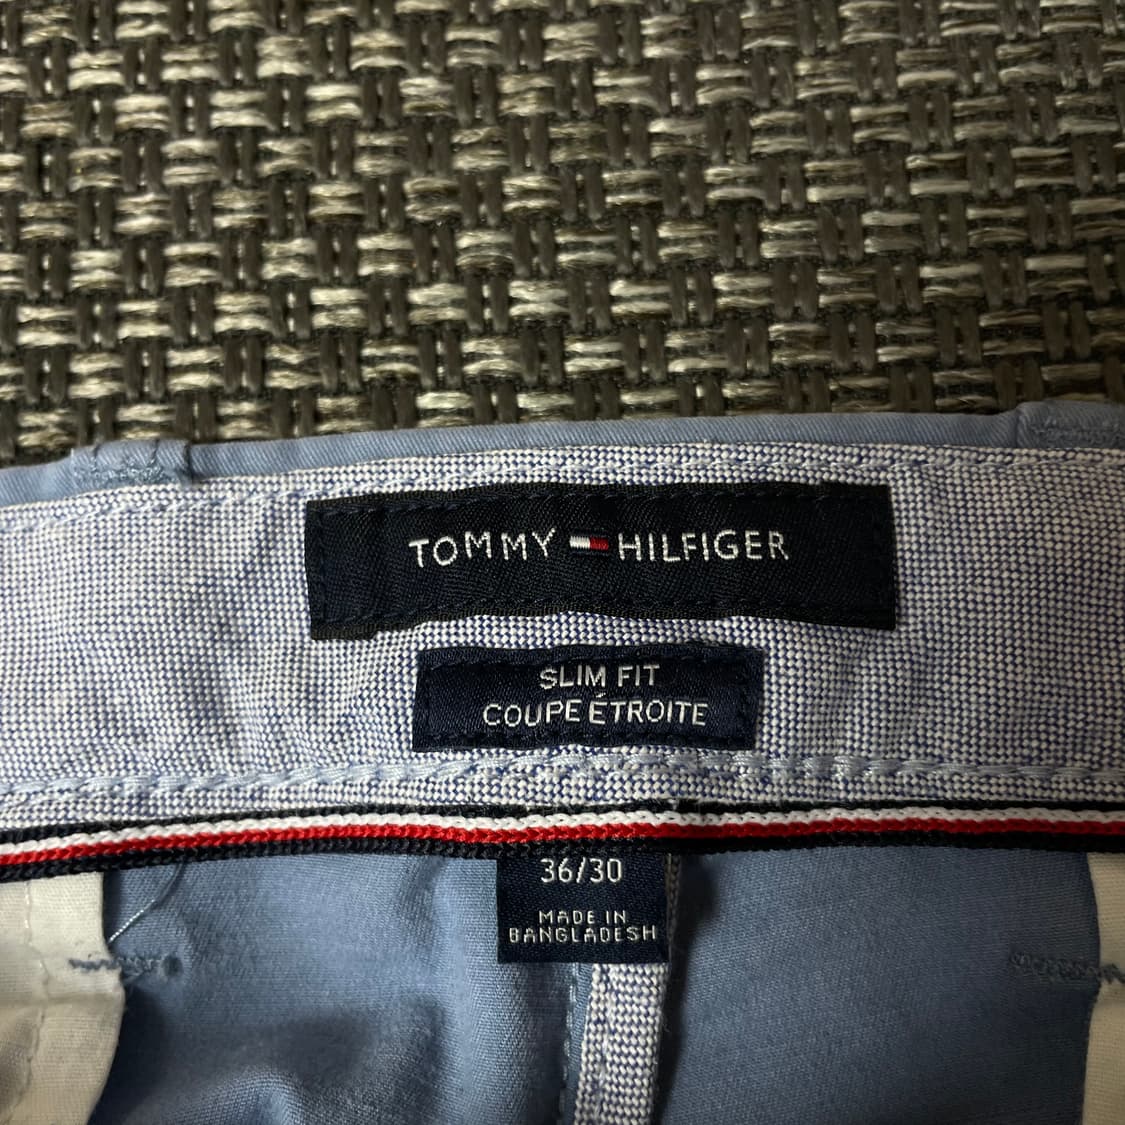 TOMMY HILFIGER
SLIM FIT
COUPE ÉTROITE
36/30
MADE IN
BANGLADESH